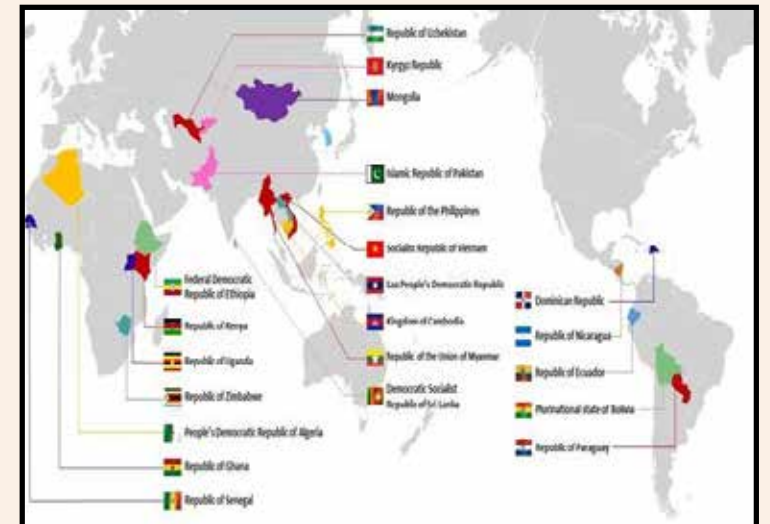 Republic of Uzbekistan
Kyrgyz Republic
Mongolia
Islamic Republic of Pakistan
Republic of the Philippines
Socialist Republic of Vietnam
Lao People's Democratic Republic
Kingdom of Cambodia
Republic of the Union of Myanmar
Democratic Socialist
Republic of Sri Lanka
Federal Democratic
Republic of Ethiopia
Republic of Kenya
Republic of Uganda
Republic of Zimbabwe
People's Democratic Republic of Algeria
Republic of Ghana
Republic of Senegal
Dominican Republic
Republic of Nicaragua
Republic of Ecuador
Plurinational state of Bolivia
Republic of Paraguay